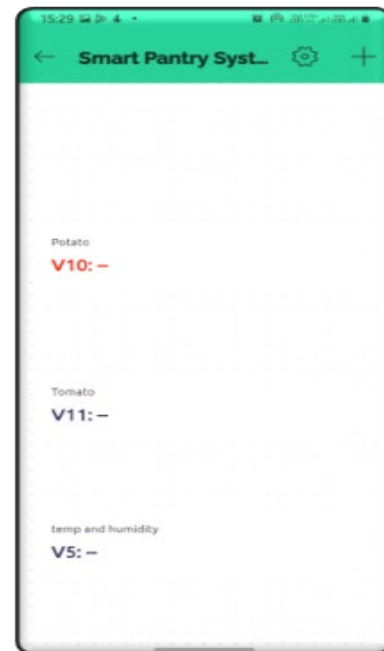 15:29
Smart Pantry Syst...
Potato
V10: –
Tomato
V11: –
temp and humidity
V5: –